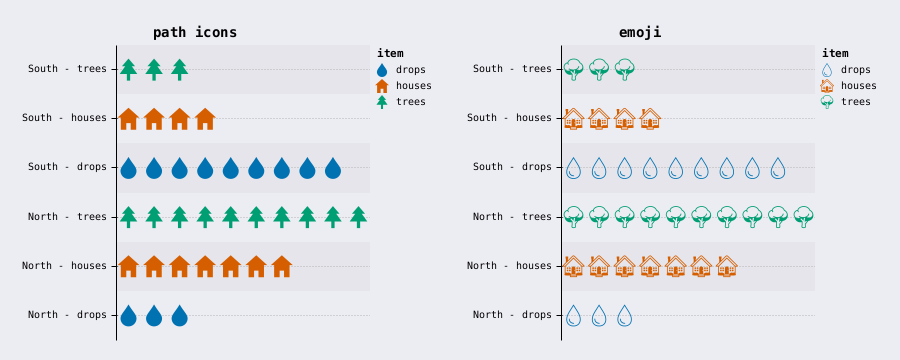 path icons
item
drops
houses
trees
South - trees
South - houses
South - drops
North - trees
North - houses
North - drops
emoji
item
drops
houses
trees
South - trees
South - houses
South - drops
North - trees
North - houses
North - drops